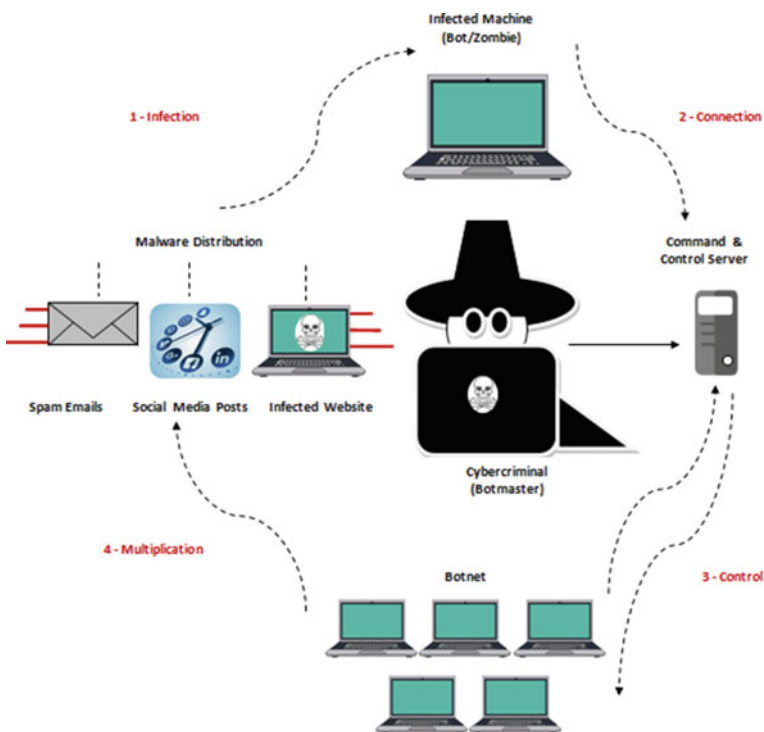 Infected Machine
(Bot/Zombie)
1 - Infection
2 - Connection
Malware Distribution
Command &
Control Server
Spam Emails
Social Media Posts
Infected Website
Cybercriminal
(Botmaster)
4 - Multiplication
Botnet
3 - Control